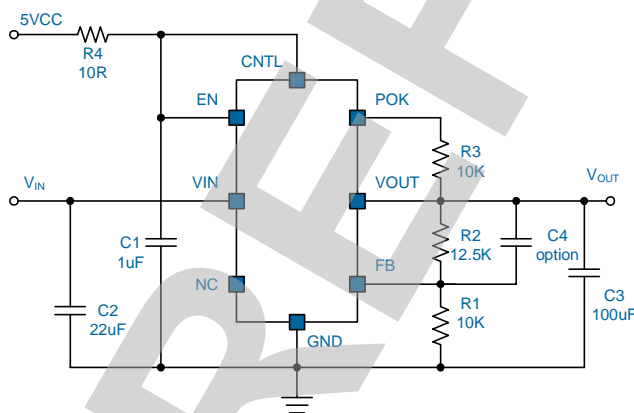 5VCC
R4
10R
CNTL
EN
POK
R3
10K
VIN
VIN
VOUT
VOUT
C1
1uF
R2
12.5K
C4
option
NC
FB
C2
22uF
R1
10K
C3
100uF
GND